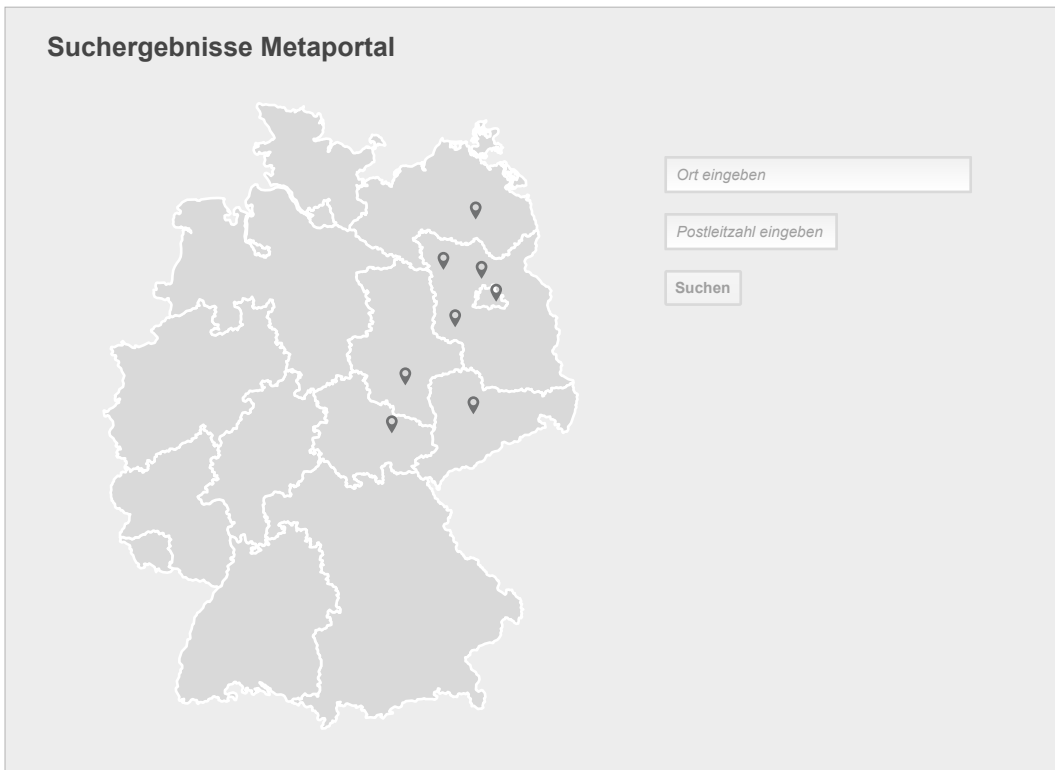 Suchergebnisse Metaportal
Ort eingeben
Postleitzahl eingeben
Suchen